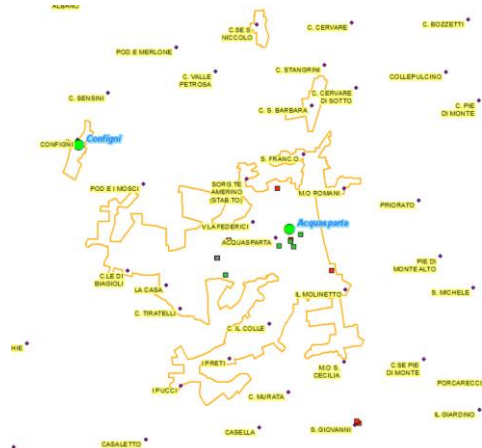 ALBANO
C. SE S.
NICCOLO
C. CERVARE
C. BOZZETTI
POD.E MERLONE
C. VALLE
PETROSA
C. STANGRINI
COLLEPULCINO
C. SENSINI
C. CERVARE
DI SOTTO
C. S. BARBARA
C. PIE
DI MONTE
CONFIGNI
Configni
S. FRANC.O
POD.E I MOSCI
SORG.TE
AMERINO
(STAB.TO)
M.O ROMANI
PRIORATO
V.LA FEDERICI
Acquasparta
ACQUASPARTA
C.LE DI
BIAGIOLI
LA CASA
PIE DI
MONTE ALTO
IL MOLINETTO
S. MICHELE
C. TIRATELLI
C. IL COLLE
HIE
I PRETI
M.O S.
CECILIA
C.SE PIE
DI MONTE
PORCARECCI
I PUCCI
C. MURATA
IL GIARDINO
CASELLA
S. GIOVANNI
CASALETTO
CASTEL